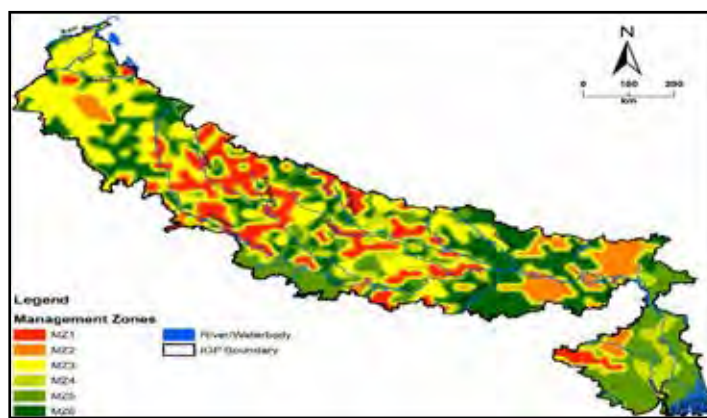 N
0 100 200
km
Legend
Management Zones
MZ1
MZ2
MZ3
MZ4
MZ5
MZ6
River/Waterbody
IGP Boundary